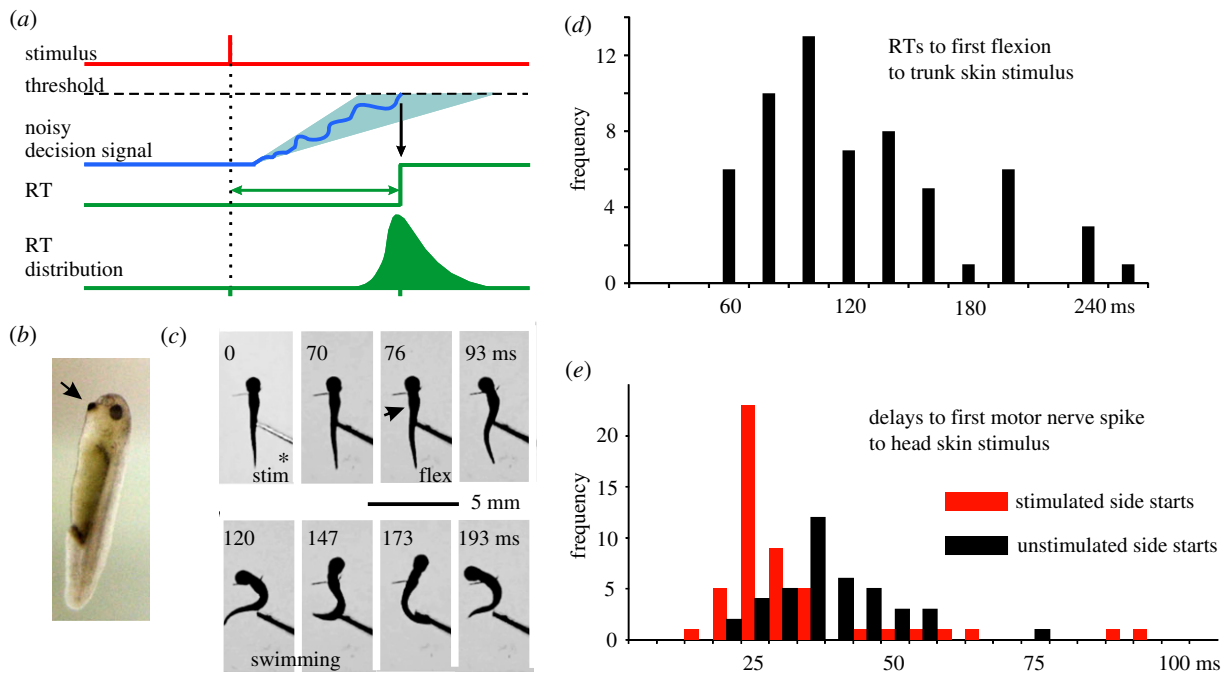 (a)
stimulus
threshold
noisy
decision signal
RT
RT
distribution
(b)
(c)
0
70
76
93 ms
*
stim
flex
5 mm
120
147
173
193 ms
swimming
(d)
RTs to first flexion
to trunk skin stimulus
frequency
12
8
4
0
60
120
180
240 ms
(e)
delays to first motor nerve spike
to head skin stimulus
frequency
20
15
10
5
0
stimulated side starts
unstimulated side starts
25
50
75
100 ms